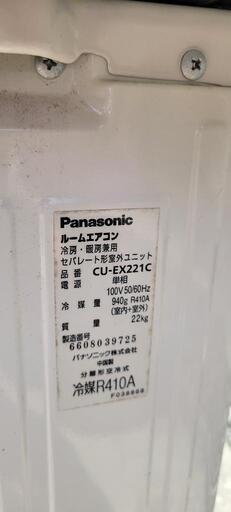 Panasonic
ルームエアコン
冷房・暖房兼用
セパレート形室外ユニット
品番 CU-EX221C
電源 単相
100V 50/60Hz
冷媒量 940g R410A
(室内+室外)
質量 22kg
製造番号 6608039725
パナソニック株式会社
中国製
分離形空冷式
冷媒R410A